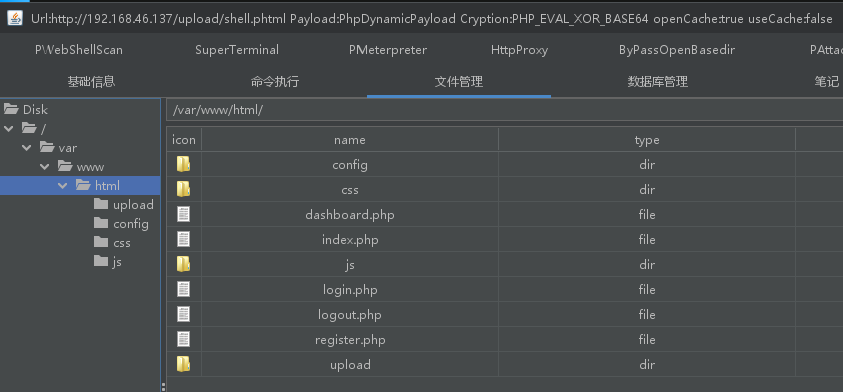 Url:http://192.168.46.137/upload/shell.phtml Payload:PhpDynamicPayload Cryption:PHP_EVAL_XOR_BASE64 openCache:true useCache:false
PWebShellScan SuperTerminal PMeterpreter HttpProxy ByPassOpenBasedir PAttac
基础信息 命令执行 文件管理 数据库管理 笔记
Disk
/
var
www
html
upload
config
css
js
/var/www/html/
icon name type
config dir
css dir
dashboard.php file
index.php file
js dir
login.php file
logout.php file
register.php file
upload dir